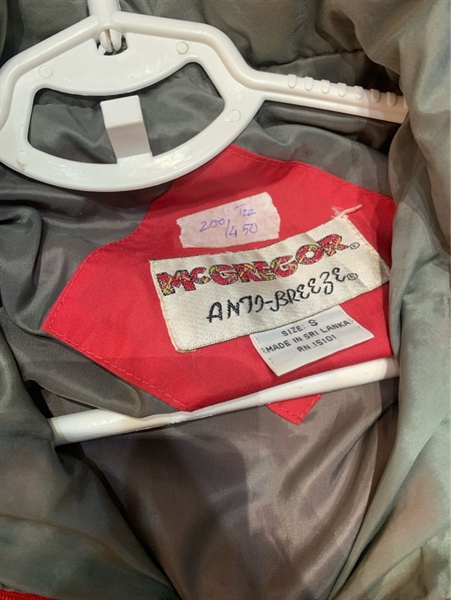 200/
1450
McGREGOR®
ANTI-BREEZE®
SIZE: S
MADE IN SRI LANKA
RN 15101